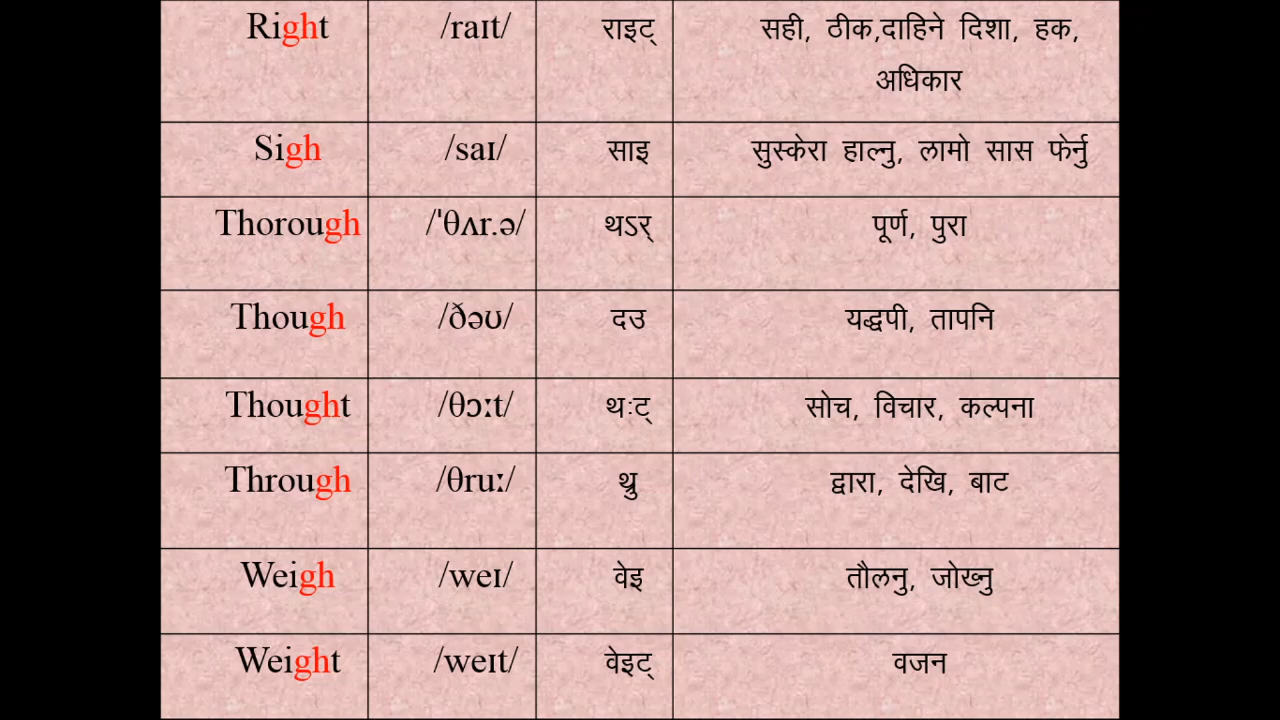 Right /raɪt/ राइट् सही, ठीक,दाहिने दिशा, हक,
अधिकार
Sigh /saɪ/ साइ सुस्केरा हाल्नु, लामो सास फेर्नु
Thorough /ˈθʌr.ə/ थऽर् पूर्ण, पुरा
Though /ðəʊ/ दउ यद्धपी, तापनि
Thought /θɔːt/ थःट् सोच, विचार, कल्पना
Through /θruː/ थ्रु द्वारा, देखि, बाट
Weigh /weɪ/ वेइ तौलनु, जोख्नु
Weight /weɪt/ वेइट् वजन